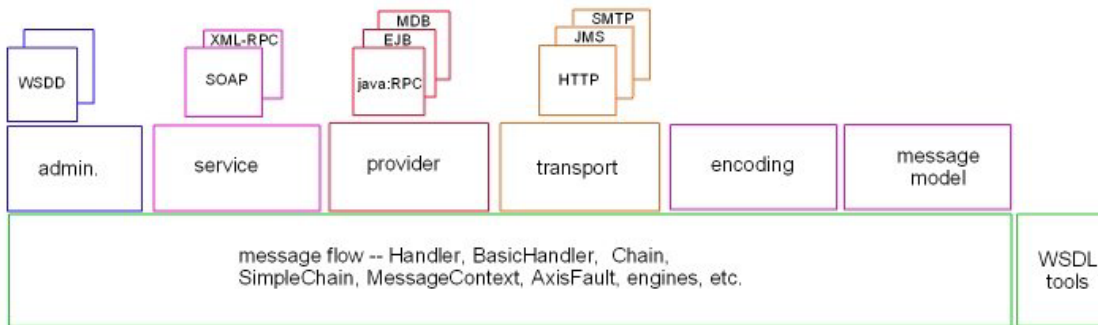 MDB
SMTP
XML-RPC
EJB
JMS
WSDD
SOAP
java:RPC
HTTP
admin.
service
provider
transport
encoding
message
model
message flow -- Handler, BasicHandler, Chain,
SimpleChain, MessageContext, AxisFault, engines, etc.
WSDL
tools